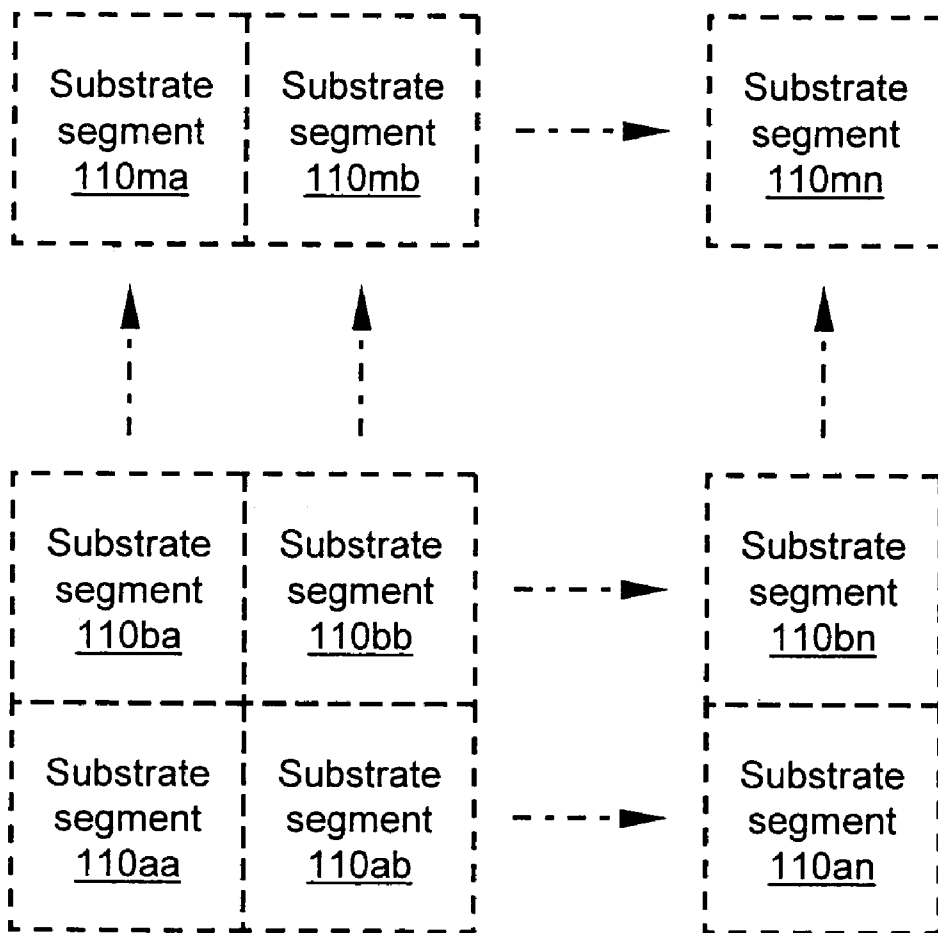 Substrate
segment
110ma
Substrate
segment
110mb
Substrate
segment
110mn
Substrate
segment
110ba
Substrate
segment
110bb
Substrate
segment
110bn
Substrate
segment
110aa
Substrate
segment
110ab
Substrate
segment
110an